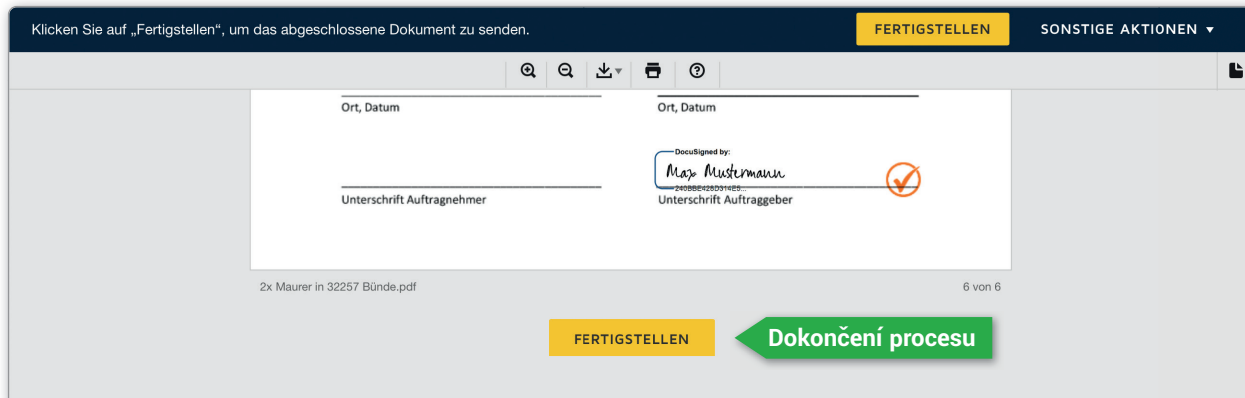 Klicken Sie auf „Fertigstellen“, um das abgeschlossene Dokument zu senden.
FERTIGSTELLEN
SONSTIGE AKTIONEN
Ort, Datum
Ort, Datum
DocuSigned by:
Max Mustermann
240BBE428D314E8...
Unterschrift Auftragnehmer
Unterschrift Auftraggeber
2x Maurer in 32257 Bünde.pdf
6 von 6
FERTIGSTELLEN
Dokončení procesu